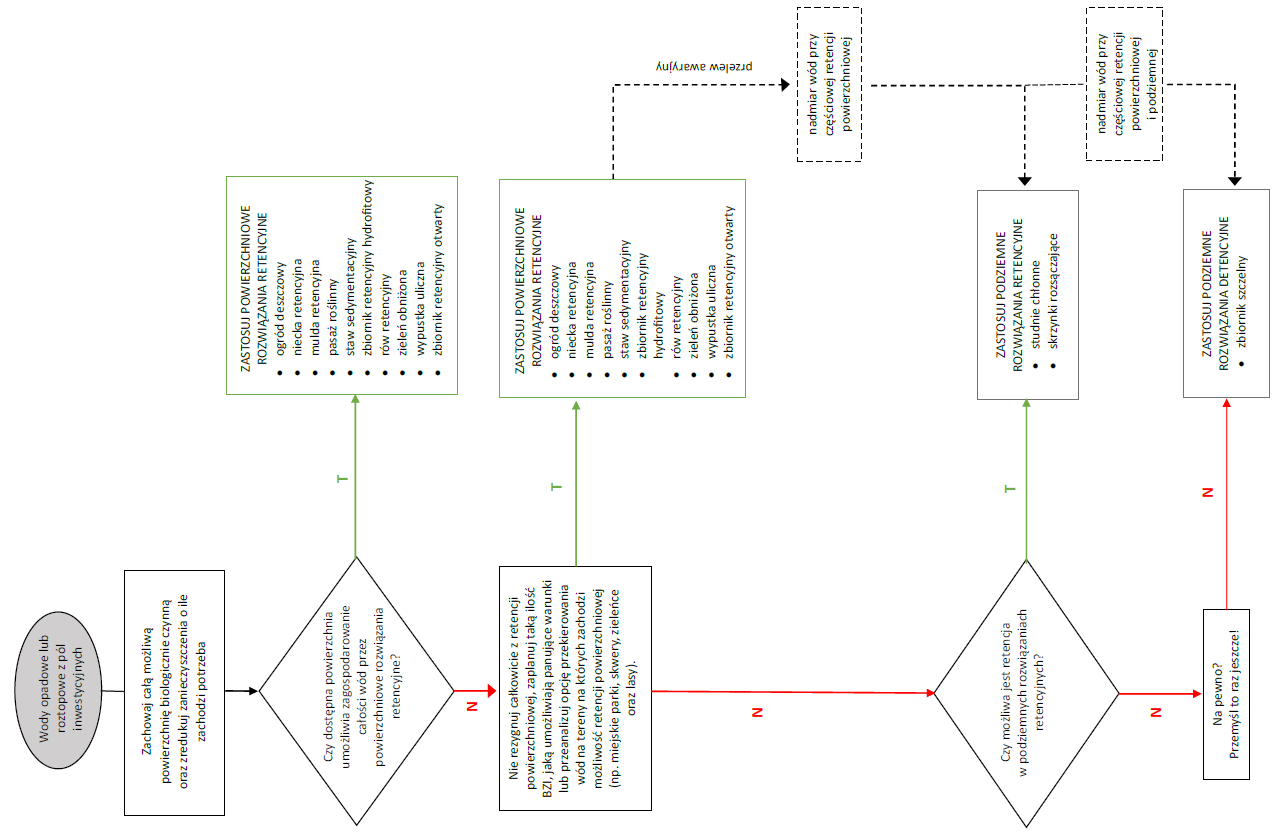 Wody opadowe lub
roztopowe z pól
inwestycyjnych
Zachowaj całą możliwą
powierzchnię biologicznie czynną
oraz zredukuj zanieczyszczenia o ile
zachodzi potrzeba
Czy dostępna powierzchnia
umożliwia zagospodarowanie
całości wód przez
powierzchniowe rozwiązania
retencyjne?
T
ZASTOSUJ POWIERZCHNIOWE
ROZWIĄZANIA RETENCYJNE
• ogród deszczowy
• niecka retencyjna
• mulda retencyjna
• pasaż roślinny
• staw sedymentacyjny
• zbiornik retencyjny hydrofitowy
• rów retencyjny
• zieleń obniżona
• wypustka uliczna
• zbiornik retencyjny otwarty
N
Nie rezygnuj całkowicie z retencji
powierzchniowej, zaplanuj taką ilość
BZI, jaką umożliwiają panujące warunki
lub przeanalizuj opcję przekierowania
wód na tereny na których zachodzi
możliwość retencji powierzchniowej
(np. miejskie parki, skwery, zieleńce
oraz lasy).
T
ZASTOSUJ POWIERZCHNIOWE
ROZWIĄZANIA RETENCYJNE
• ogród deszczowy
• niecka retencyjna
• mulda retencyjna
• pasaż roślinny
• staw sedymentacyjny
• zbiornik retencyjny
hydrofitowy
• rów retencyjny
• zieleń obniżona
• wypustka uliczna
• zbiornik retencyjny otwarty
przelew awaryjny
nadmiar wód przy
częściowej retencji
powierzchniowej
N
Czy możliwa jest retencja
w podziemnych rozwiązaniach
retencyjnych?
T
ZASTOSUJ PODZIEMNE
ROZWIĄZANIA RETENCYJNE
• studnie chłonne
• skrzynki rozsączające
nadmiar wód przy
częściowej retencji
powierzchniowej
i podziemnej
N
Na pewno?
Przemyśl to raz jeszcze!
N
ZASTOSUJ PODZIEMNE
ROZWIĄZANIA DETENCYJNE
• zbiornik szczelny